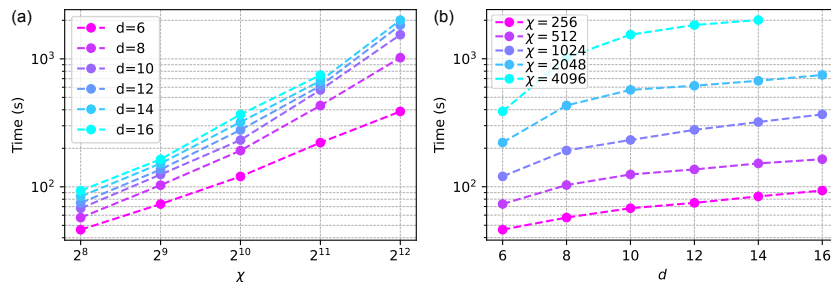 (a)
d=6
d=8
d=10
d=12
d=14
d=16
10³
10²
Time (s)
2⁸
2⁹
2¹⁰
2¹¹
2¹²
χ
(b)
χ = 256
χ = 512
χ = 1024
χ = 2048
χ = 4096
10³
10²
Time (s)
6
8
10
12
14
16
d